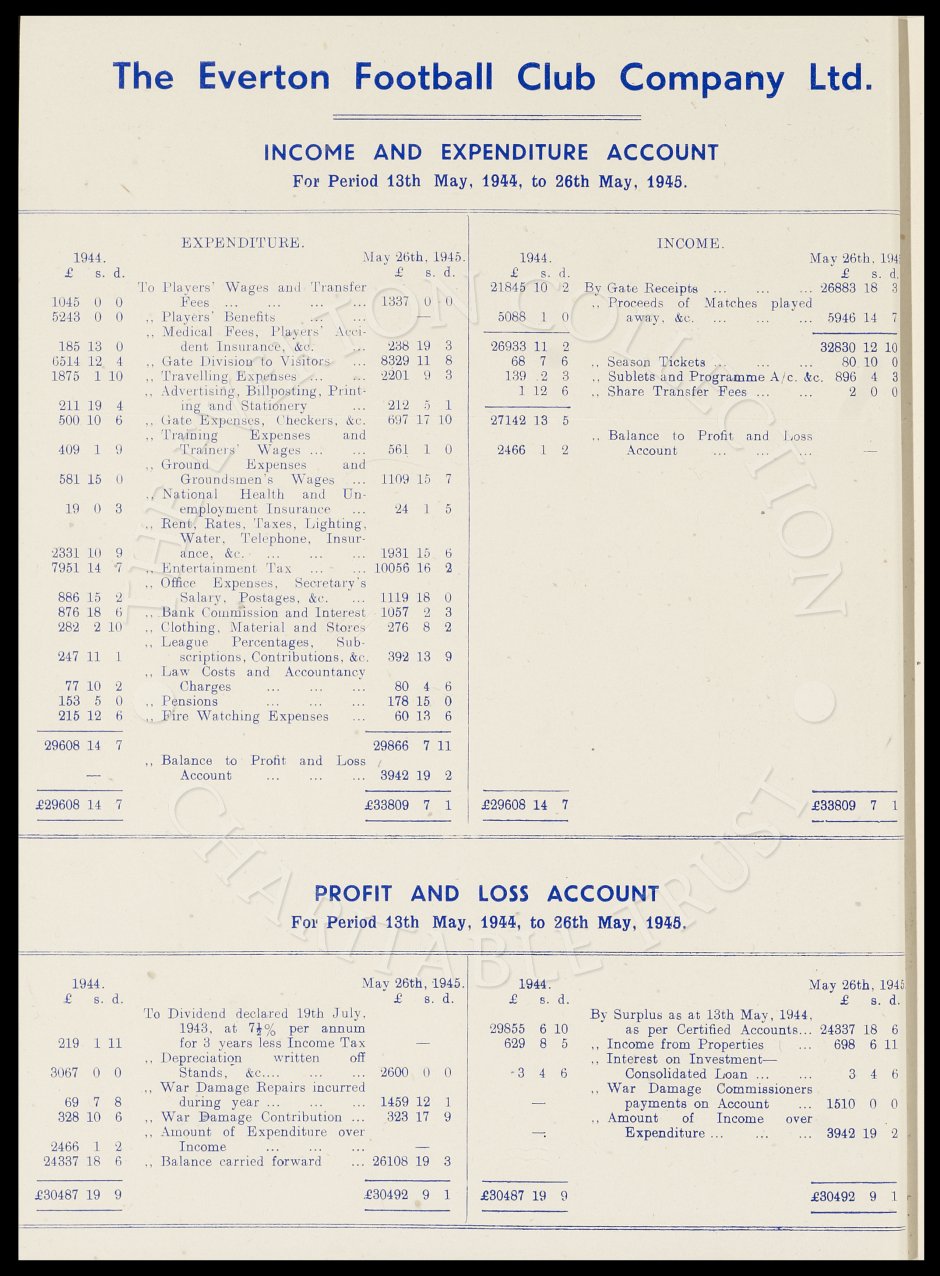 The Everton Football Club Company Ltd.
INCOME AND EXPENDITURE ACCOUNT
For Period 13th May, 1944, to 26th May, 1945.
EXPENDITURE.
1944. May 26th, 1945.
£ s. d. £ s. d.
To Players' Wages and Transfer
1045 0 0 Fees ... ... ... ... 1337 0 0
5243 0 0 ,, Players' Benefits ... ... —
,, Medical Fees, Players' Acci-
185 13 0 dent Insurance, &c. ... 238 19 3
6514 12 4 ,, Gate Division to Visitors ... 8329 11 8
1875 1 10 ,, Travelling Expenses ... ... 2201 9 3
,, Advertising, Billposting, Print-
211 19 4 ing and Stationery ... 212 5 1
500 10 6 ,, Gate Expenses, Checkers, &c. 697 17 10
,, Training Expenses and
409 1 9 Trainers' Wages ... ... 561 1 0
,, Ground Expenses and
581 15 0 Groundsmen's Wages ... 1109 15 7
,, National Health and Un-
19 0 3 employment Insurance ... 24 1 5
,, Rent, Rates, Taxes, Lighting,
Water, Telephone, Insur-
2331 10 9 ance, &c. ... ... ... 1931 15 6
7951 14 7 ,, Entertainment Tax ... ... 10056 16 2
,, Office Expenses, Secretary's
886 15 2 Salary, Postages, &c. ... 1119 18 0
876 18 6 ,, Bank Commission and Interest 1057 2 3
282 2 10 ,, Clothing, Material and Stores 276 8 2
,, League Percentages, Sub-
247 11 1 scriptions, Contributions, &c. 392 13 9
,, Law Costs and Accountancy
77 10 2 Charges ... ... ... 80 4 6
153 5 0 ,, Pensions ... ... ... 178 15 0
215 12 6 ,, Fire Watching Expenses ... 60 13 6
29608 14 7 29866 7 11
,, Balance to Profit and Loss
— Account ... ... ... 3942 19 2
£29608 14 7 £33809 7 1
INCOME.
1944. May 26th, 194
£ s. d. £ s. d.
21845 10 2 By Gate Receipts ... ... ... 26883 18 3
,, Proceeds of Matches played
5088 1 0 away, &c. ... ... ... 5946 14 7
26933 11 2 32830 12 10
68 7 6 ,, Season Tickets ... ... ... 80 10 0
139 2 3 ,, Sublets and Programme A/c. &c. 896 4 3
1 12 6 ,, Share Transfer Fees ... ... 2 0 0
27142 13 5
,, Balance to Profit and Loss
2466 1 2 Account ... ... ... —
£29608 14 7 £33809 7 1
PROFIT AND LOSS ACCOUNT
For Period 13th May, 1944, to 26th May, 1945.
1944. May 26th, 1945.
£ s. d. £ s. d.
To Dividend declared 19th July,
1943, at 7½% per annum
219 1 11 for 3 years less Income Tax —
,, Depreciation written off
3067 0 0 Stands, &c.... ... ... 2600 0 0
,, War Damage Repairs incurred
69 7 8 during year ... ... ... 1459 12 1
328 10 6 ,, War Damage Contribution ... 323 17 9
,, Amount of Expenditure over
2466 1 2 Income ... ... ... —
24337 18 6 ,, Balance carried forward ... 26108 19 3
£30487 19 9 £30492 9 1
1944. May 26th, 1945
£ s. d. £ s. d.
By Surplus as at 13th May, 1944,
29855 6 10 as per Certified Accounts... 24337 18 6
629 8 5 ,, Income from Properties ... 698 6 11
,, Interest on Investment—
3 4 6 Consolidated Loan ... ... 3 4 6
,, War Damage Commissioners
— payments on Account ... 1510 0 0
,, Amount of Income over
— Expenditure ... ... ... 3942 19 2
£30487 19 9 £30492 9 1
THE EVERTON COLLECTION
CHARITABLE TRUST